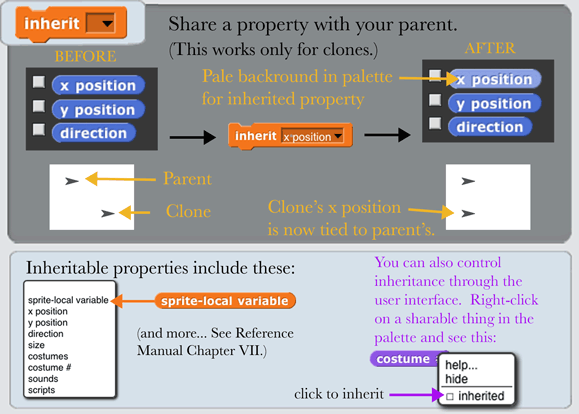 inherit
Share a property with your parent.
(This works only for clones.)
BEFORE
x position
y position
direction
Pale backround in palette
for inherited property
AFTER
x position
y position
direction
inherit x position
Parent
Clone
Clone's x position
is now tied to parent's.
Inheritable properties include these:
sprite-local variable
x position
y position
direction
size
costumes
costume #
sounds
scripts
sprite-local variable
(and more... See Reference
Manual Chapter VII.)
You can also control
inheritance through the
user interface. Right-click
on a sharable thing in the
palette and see this:
costume
help...
hide
inherited
click to inherit